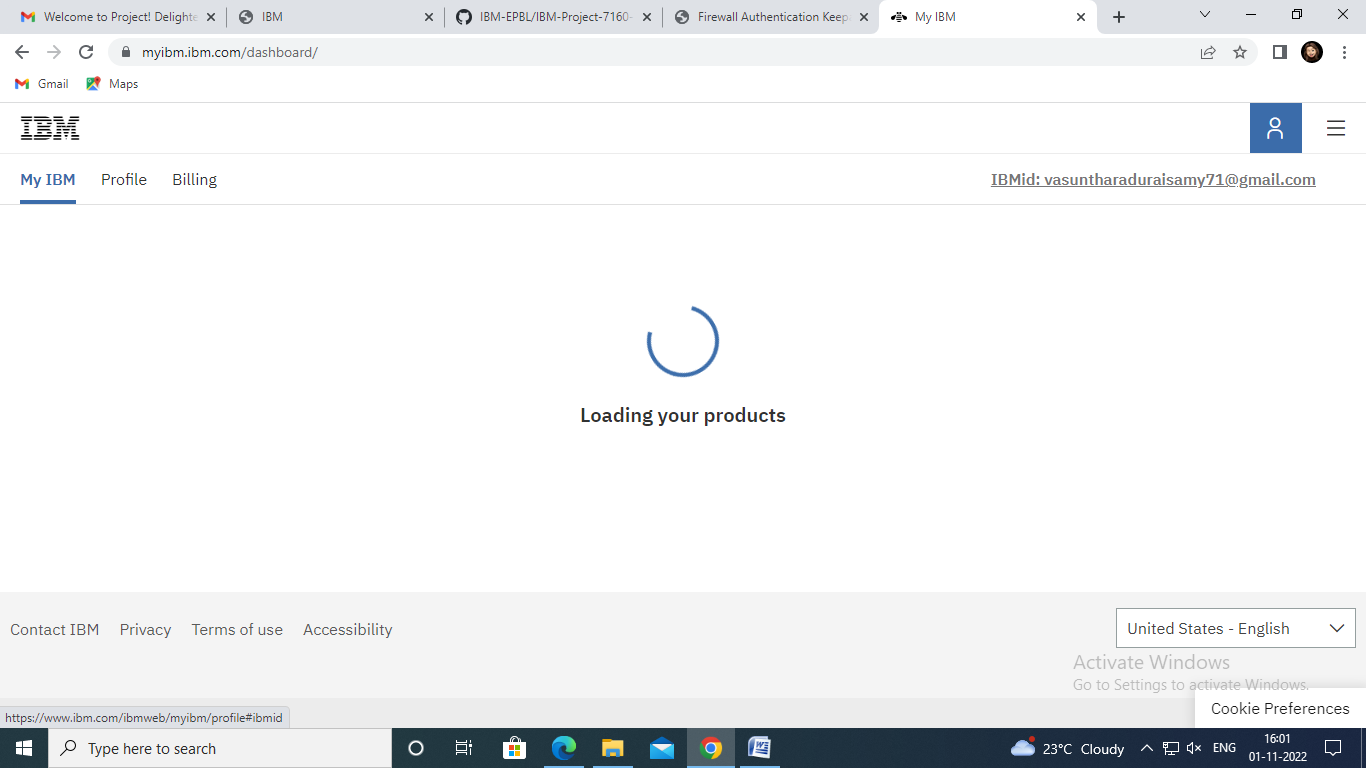 Welcome to Project! Delighte
IBM
IBM-EPBL/IBM-Project-7160-
Firewall Authentication Keep
My IBM
myibm.ibm.com/dashboard/
Gmail
Maps
IBM
My IBM
Profile
Billing
IBMid: vasuntharaduraisamy71@gmail.com
Loading your products
Contact IBM
Privacy
Terms of use
Accessibility
United States - English
Activate Windows
Go to Settings to activate Windows.
Cookie Preferences
https://www.ibm.com/ibmweb/myibm/profile#ibmid
Type here to search
23°C Cloudy
ENG
16:01
01-11-2022